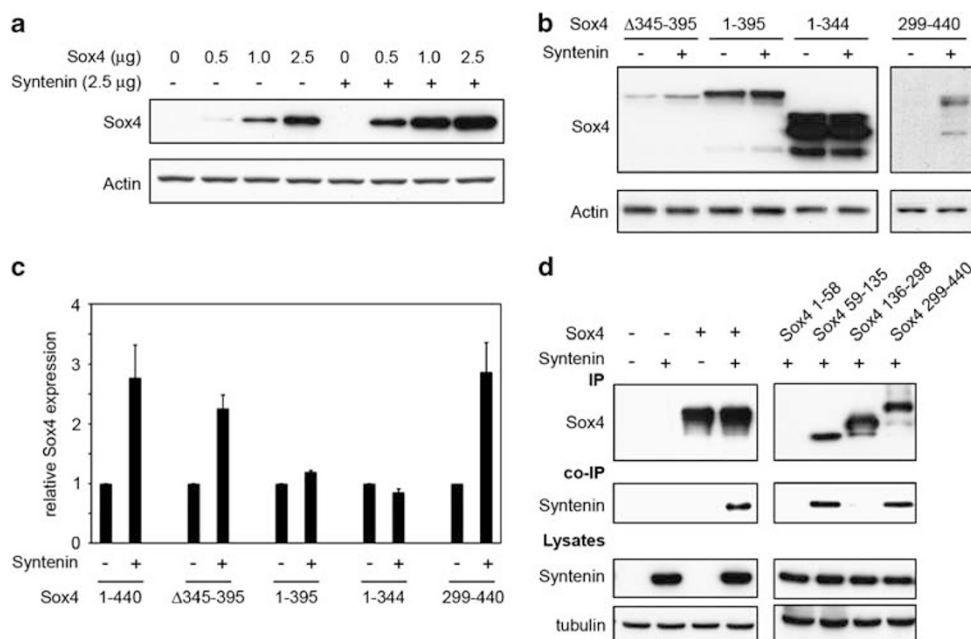 a
Sox4 (µg) 0 0.5 1.0 2.5 0 0.5 1.0 2.5
Syntenin (2.5 µg) - - - - + + + +
Sox4
Actin
b
Sox4 Δ345-395 1-395 1-344 299-440
Syntenin - + - + - + - +
Sox4
Actin
c
relative Sox4 expression
4
3
2
1
0
Syntenin - + - + - + - + - +
Sox4 1-440 Δ345-395 1-395 1-344 299-440
d
Sox4 1-58
Sox4 59-135
Sox4 136-298
Sox4 299-440
Sox4 - - + +
Syntenin - + - + + + + +
IP
Sox4
co-IP
Syntenin
Lysates
Syntenin
tubulin